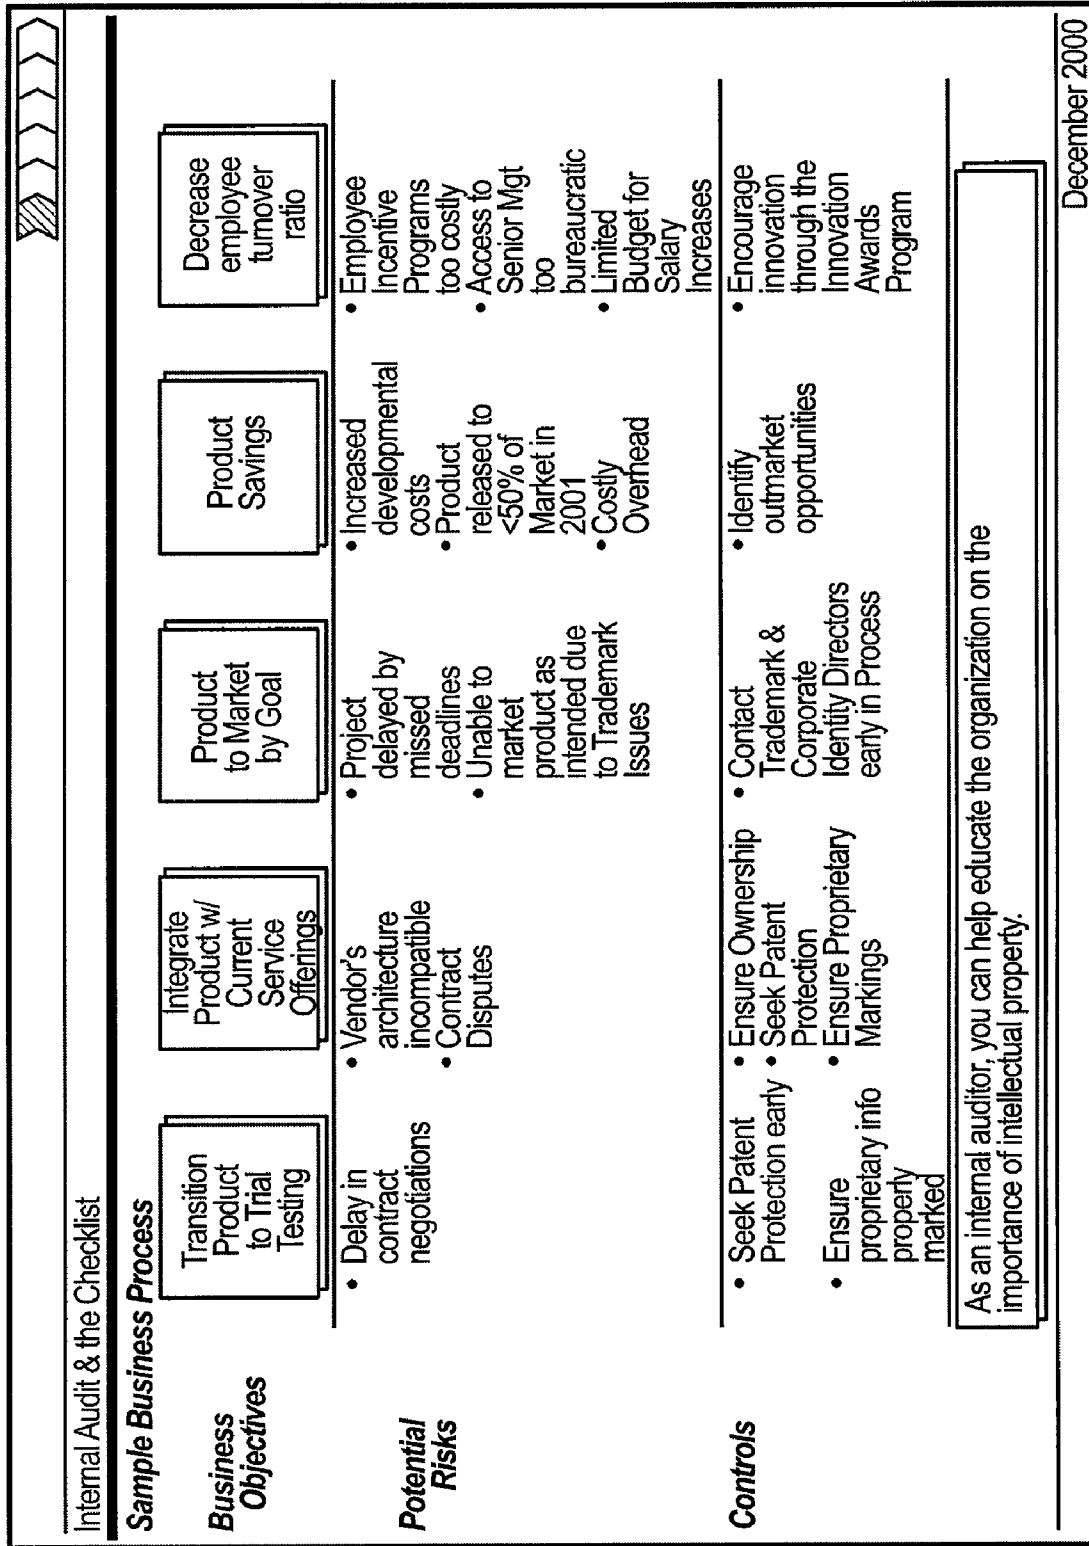 Internal Audit & the Checklist
Sample Business Process
Business
Objectives
Transition
Product
to Trial
Testing
Integrate
Product w/
Current
Service
Offerings
Product
to Market
by Goal
Product
Savings
Decrease
employee
turnover
ratio
Potential
Risks
• Delay in
contract
negotiations
• Vendor's
architecture
incompatible
• Contract
Disputes
• Project
delayed by
missed
deadlines
• Unable to
market
product as
intended due
to Trademark
Issues
• Increased
developmental
costs
• Product
released to
<50% of
Market in
2001
• Costly
Overhead
• Employee
Incentive
Programs
too costly
• Access to
Senior Mgt
too
bureaucratic
• Limited
Budget for
Salary
Increases
Controls
• Seek Patent
Protection early
• Ensure
proprietary info
properly
marked
• Ensure Ownership
• Seek Patent
Protection
• Ensure Proprietary
Markings
• Contact
Trademark &
Corporate
Identity Directors
early in Process
• Identify
outmarket
opportunities
• Encourage
innovation
through the
Innovation
Awards
Program
As an internal auditor, you can help educate the organization on the
importance of intellectual property.
December 2000